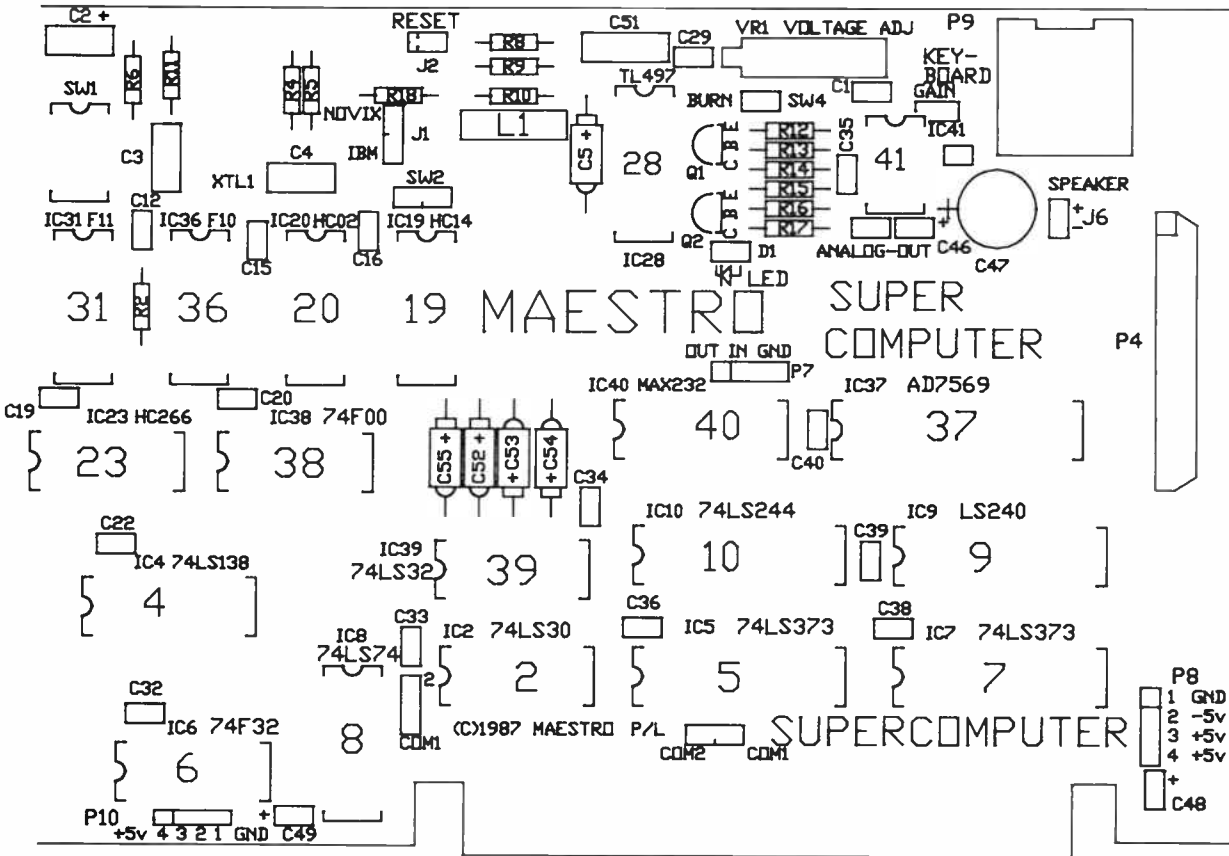 C2 +
RESET
C51
C29
VR1 VOLTAGE ADJ
P9
R6
R11
R8
J2
R9
TL497
KEY-
BOARD
SW1
R4
R5
R18
R10
BURN
SW4
C1
GAIN
NOVIX
J1
L1
C5 +
R12
C35
IC41
C3
C4
IBM
28
E
B
C
Q1
R13
R14
41
XTL1
SW2
R15
SPEAKER
C12
E
B
C
R16
+
-
J6
IC31 F11
IC36 F10
IC20 HC02
IC19 HC14
Q2
R17
+
C46
C15
C16
IC28
D1
ANALOG-OUT
C47
LED
31
R2
36
20
19
MAESTRO
SUPER
COMPUTER
P4
OUT IN GND
P7
C19
C20
IC40 MAX232
IC37 AD7569
IC23 HC266
IC38 74F00
23
38
C55 +
C52 +
+ C53
+ C54
40
C40
37
C34
C22
IC10 74LS244
IC9 LS240
IC4 74LS138
IC39
74LS32
39
10
C39
9
4
C33
C36
C38
IC8
74LS74
IC2 74LS30
IC5 74LS373
IC7 74LS373
2
2
5
7
P8
1 GND
2 -5v
3 +5v
4 +5v
C32
IC6 74F32
8
COM1
(C)1987 MAESTRO P/L
COM2
COM1
SUPERCOMPUTER
6
+
C48
P10
+5v 4 3 2 1 GND
+
C49